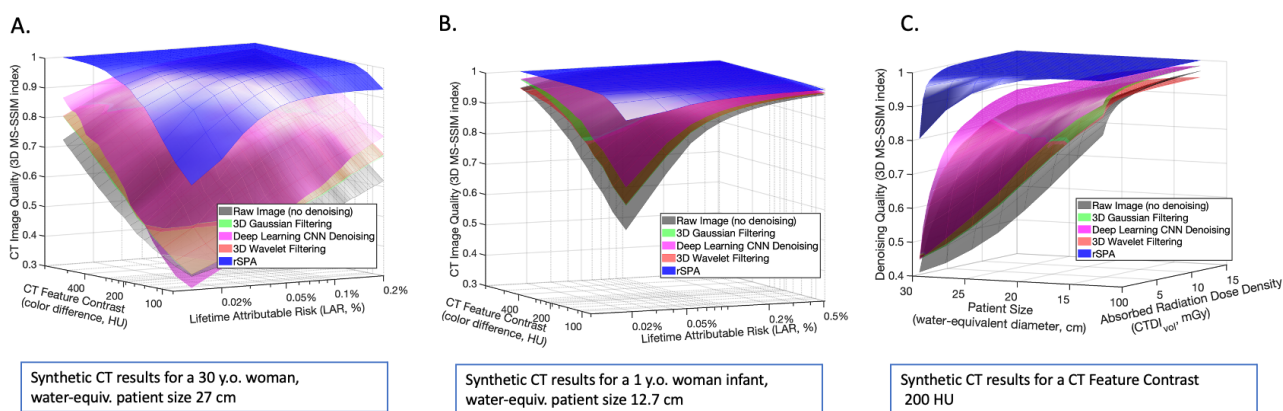 A.
CT Image Quality (3D MS-SSIM index)
1
0.9
0.8
0.7
0.6
0.5
0.4
0.3
400
200
100
CT Feature Contrast
(color difference, HU)
0.02%
0.05%
0.1%
0.2%
Lifetime Attributable Risk (LAR, %)
Raw Image (no denoising)
3D Gaussian Filtering
Deep Learning CNN Denoising
3D Wavelet Filtering
rSPA
Synthetic CT results for a 30 y.o. woman,
water-equiv. patient size 27 cm
B.
CT Image Quality (3D MS-SSIM index)
1
0.9
0.8
0.7
0.6
0.5
0.4
0.3
400
200
100
CT Feature Contrast
(color difference, HU)
0.02%
0.05%
0.2%
0.5%
Lifetime Attributable Risk (LAR, %)
Raw Image (no denoising)
3D Gaussian Filtering
Deep Learning CNN Denoising
3D Wavelet Filtering
rSPA
Synthetic CT results for a 1 y.o. woman infant,
water-equiv. patient size 12.7 cm
C.
Denoising Quality (3D MS-SSIM index)
1
0.9
0.8
0.7
0.6
0.5
0.4
30
25
20
15
100
Patient Size
(water-equivalent diameter, cm)
5
10
15
Absorbed Radiation Dose Density
(CTDI vol, mGy)
Raw Image (no denoising)
3D Gaussian Filtering
Deep Learning CNN Denoising
3D Wavelet Filtering
rSPA
Synthetic CT results for a CT Feature Contrast
200 HU